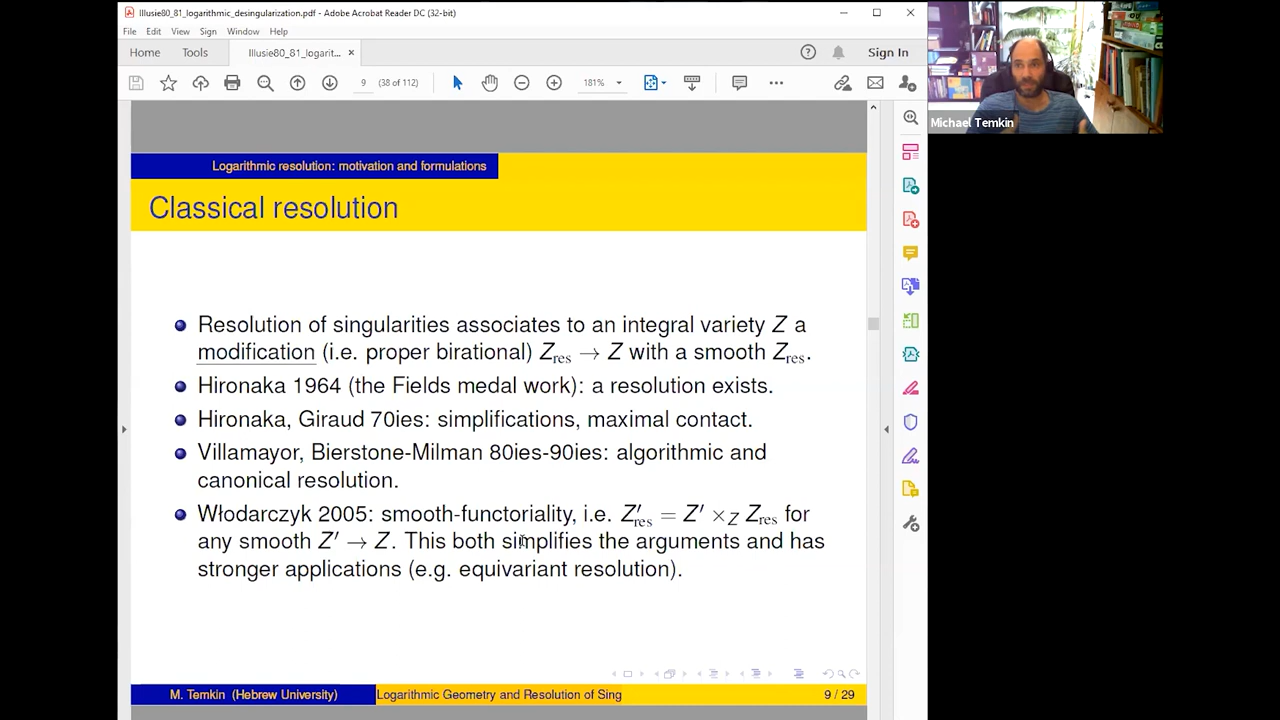 Illusie80_81_logarithmic_desingularization.pdf - Adobe Acrobat Reader DC (32-bit)
File Edit View Sign Window Help
Home Tools Illusie80_81_logarit... × Sign In
9 (38 of 112) 181%
Michael Temkin
Logarithmic resolution: motivation and formulations
Classical resolution
Resolution of singularities associates to an integral variety Z a
modification (i.e. proper birational) Z_res → Z with a smooth Z_res.
Hironaka 1964 (the Fields medal work): a resolution exists.
Hironaka, Giraud 70ies: simplifications, maximal contact.
Villamayor, Bierstone-Milman 80ies-90ies: algorithmic and
canonical resolution.
Włodarczyk 2005: smooth-functoriality, i.e. Z′_res = Z′ ×_Z Z_res for
any smooth Z′ → Z. This both simplifies the arguments and has
stronger applications (e.g. equivariant resolution).
M. Temkin (Hebrew University) Logarithmic Geometry and Resolution of Sing 9 / 29